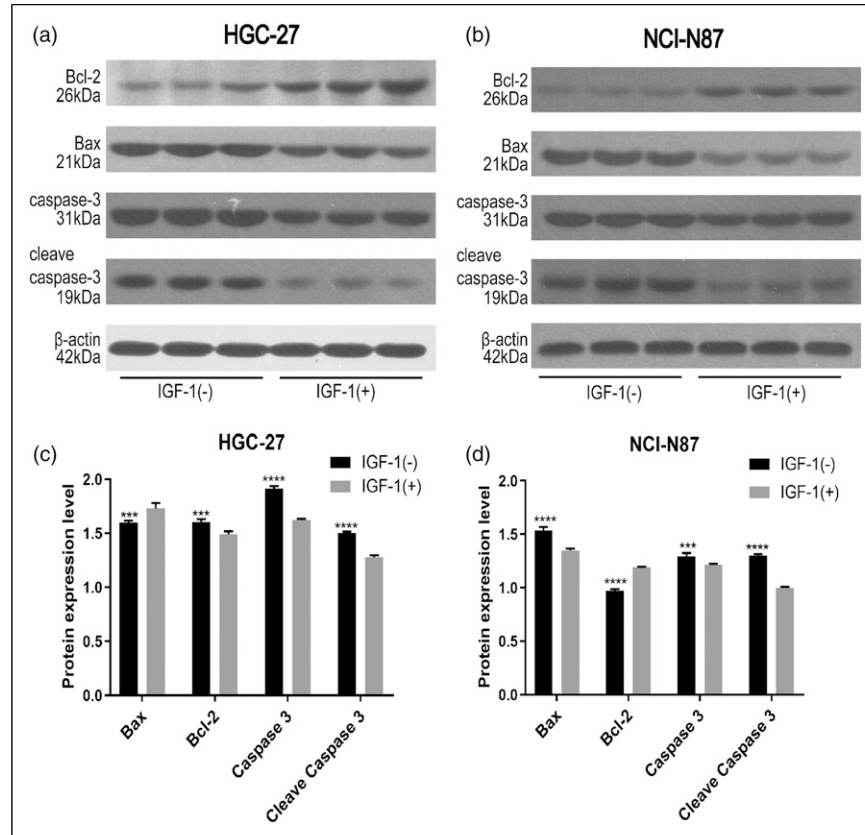 (a)
HGC-27
Bcl-2
26kDa
Bax
21kDa
caspase-3
31kDa
cleave
caspase-3
19kDa
β-actin
42kDa
IGF-1(-)
IGF-1(+)
(b)
NCI-N87
Bcl-2
26kDa
Bax
21kDa
caspase-3
31kDa
cleave
caspase-3
19kDa
β-actin
42kDa
IGF-1(-)
IGF-1(+)
(c)
HGC-27
IGF-1(-)
IGF-1(+)
Protein expression level
2.0
1.5
1.0
0.5
0.0
***
***
****
****
Bax
Bcl-2
Caspase 3
Cleave Caspase 3
(d)
NCI-N87
IGF-1(-)
IGF-1(+)
Protein expression level
2.0
1.5
1.0
0.5
0.0
****
****
***
****
Bax
Bcl-2
Caspase 3
Cleave Caspase 3